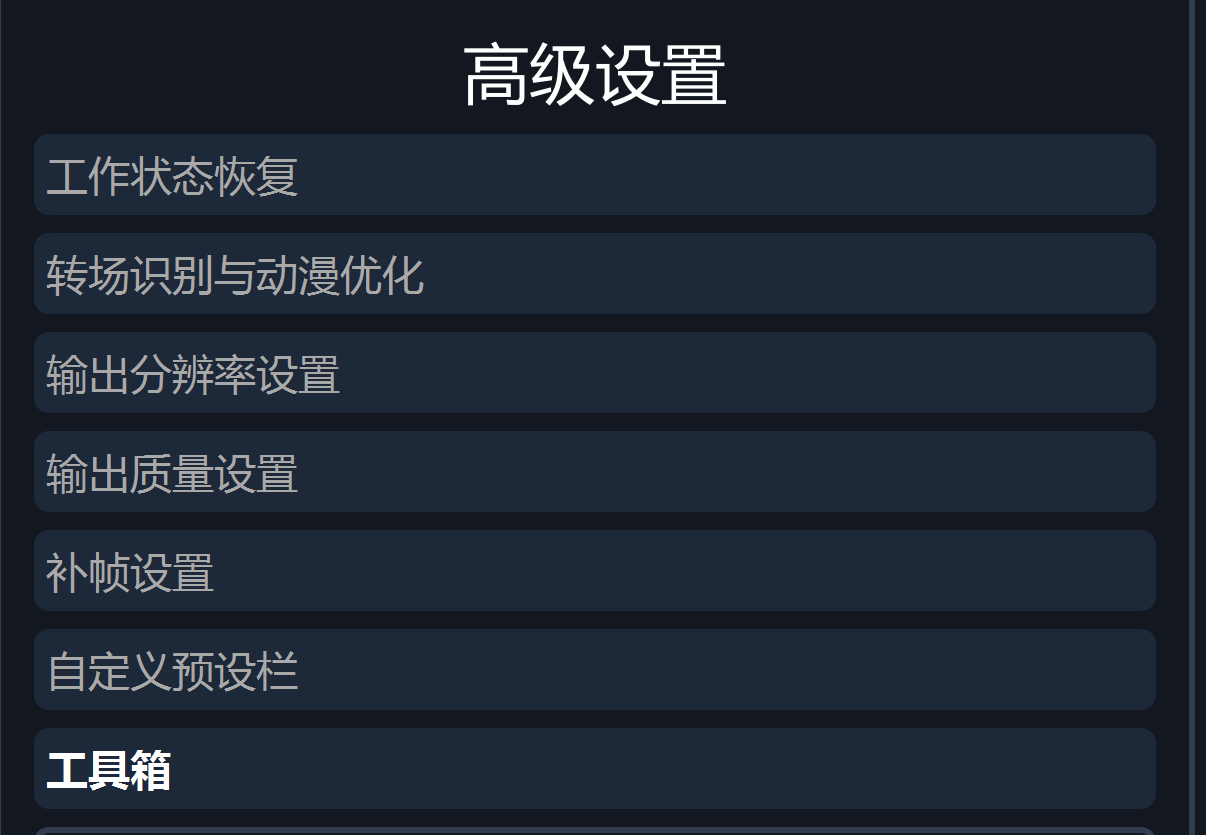 高级设置
工作状态恢复
转场识别与动漫优化
输出分辨率设置
输出质量设置
补帧设置
自定义预设栏
工具箱